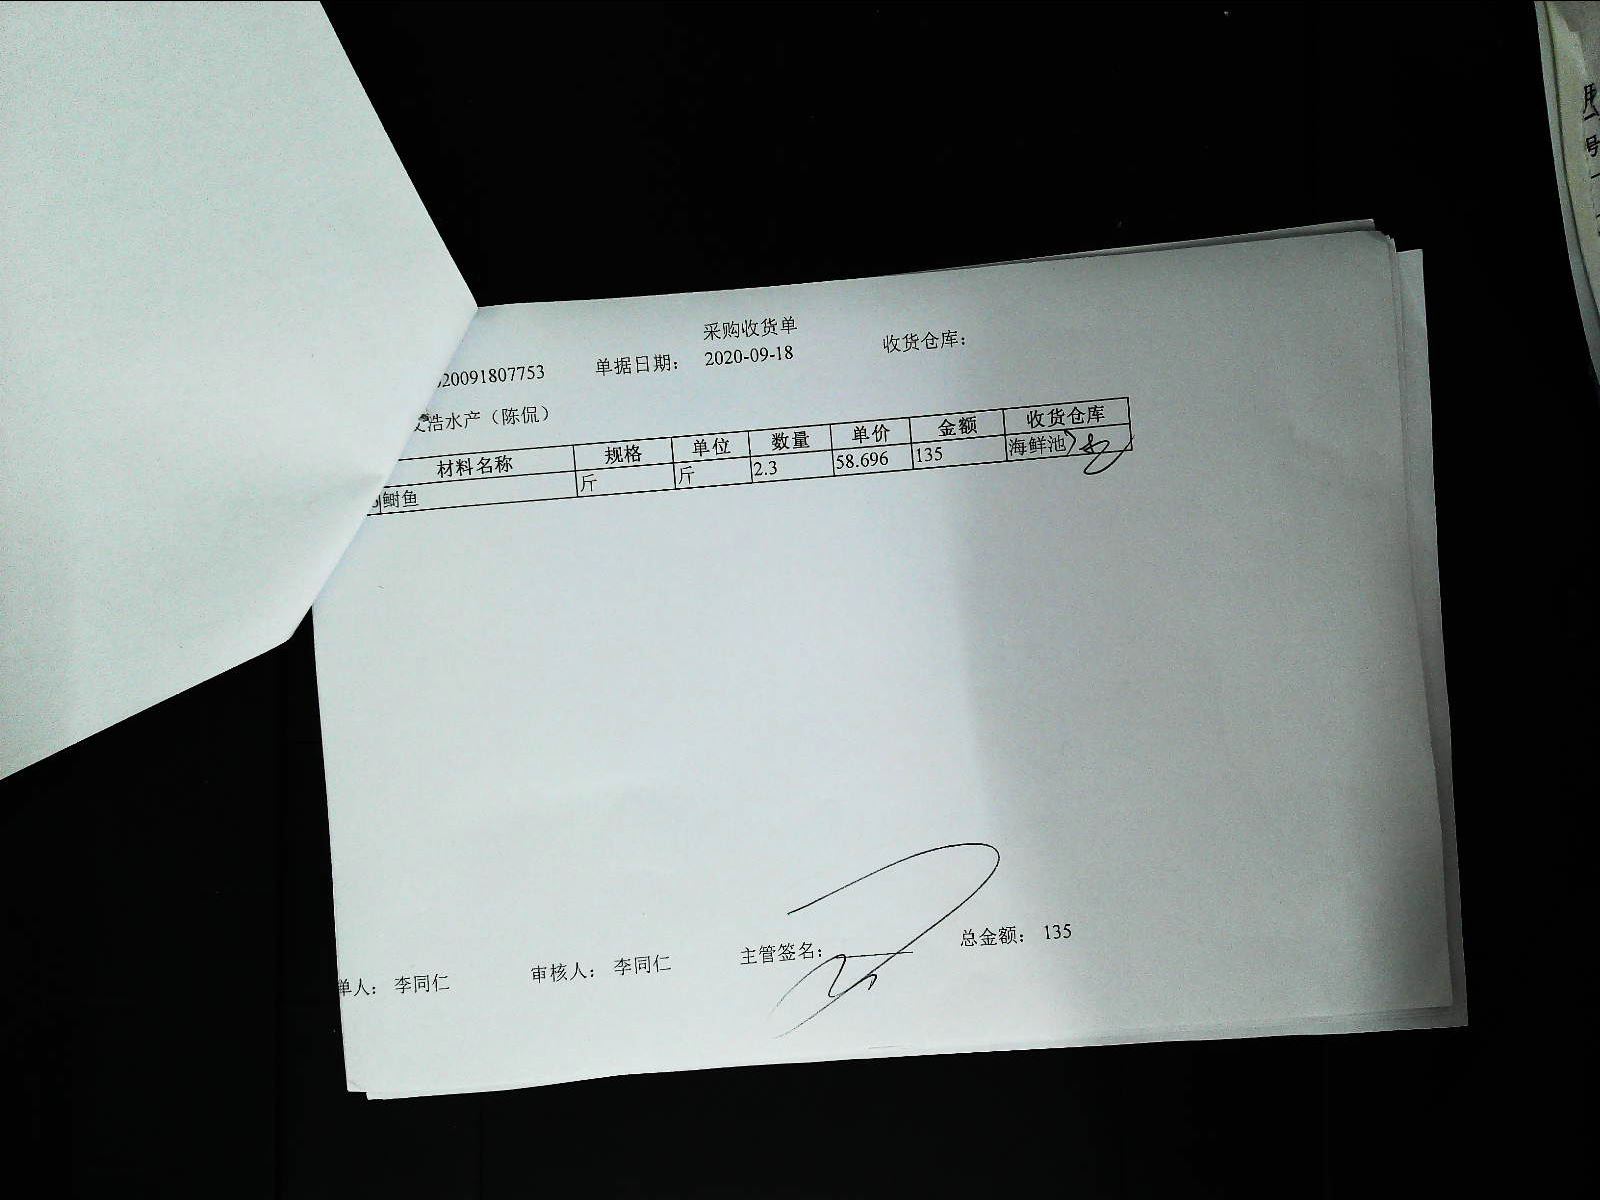 采购收货单
20091807753 单据日期: 2020-09-18 收货仓库:
浩水产（陈侃）
材料名称 规格 单位 数量 单价 金额 收货仓库
鲥鱼 斤 斤 2.3 58.696 135 海鲜池
单人: 李同仁 审核人: 李同仁 主管签名: 总金额: 135